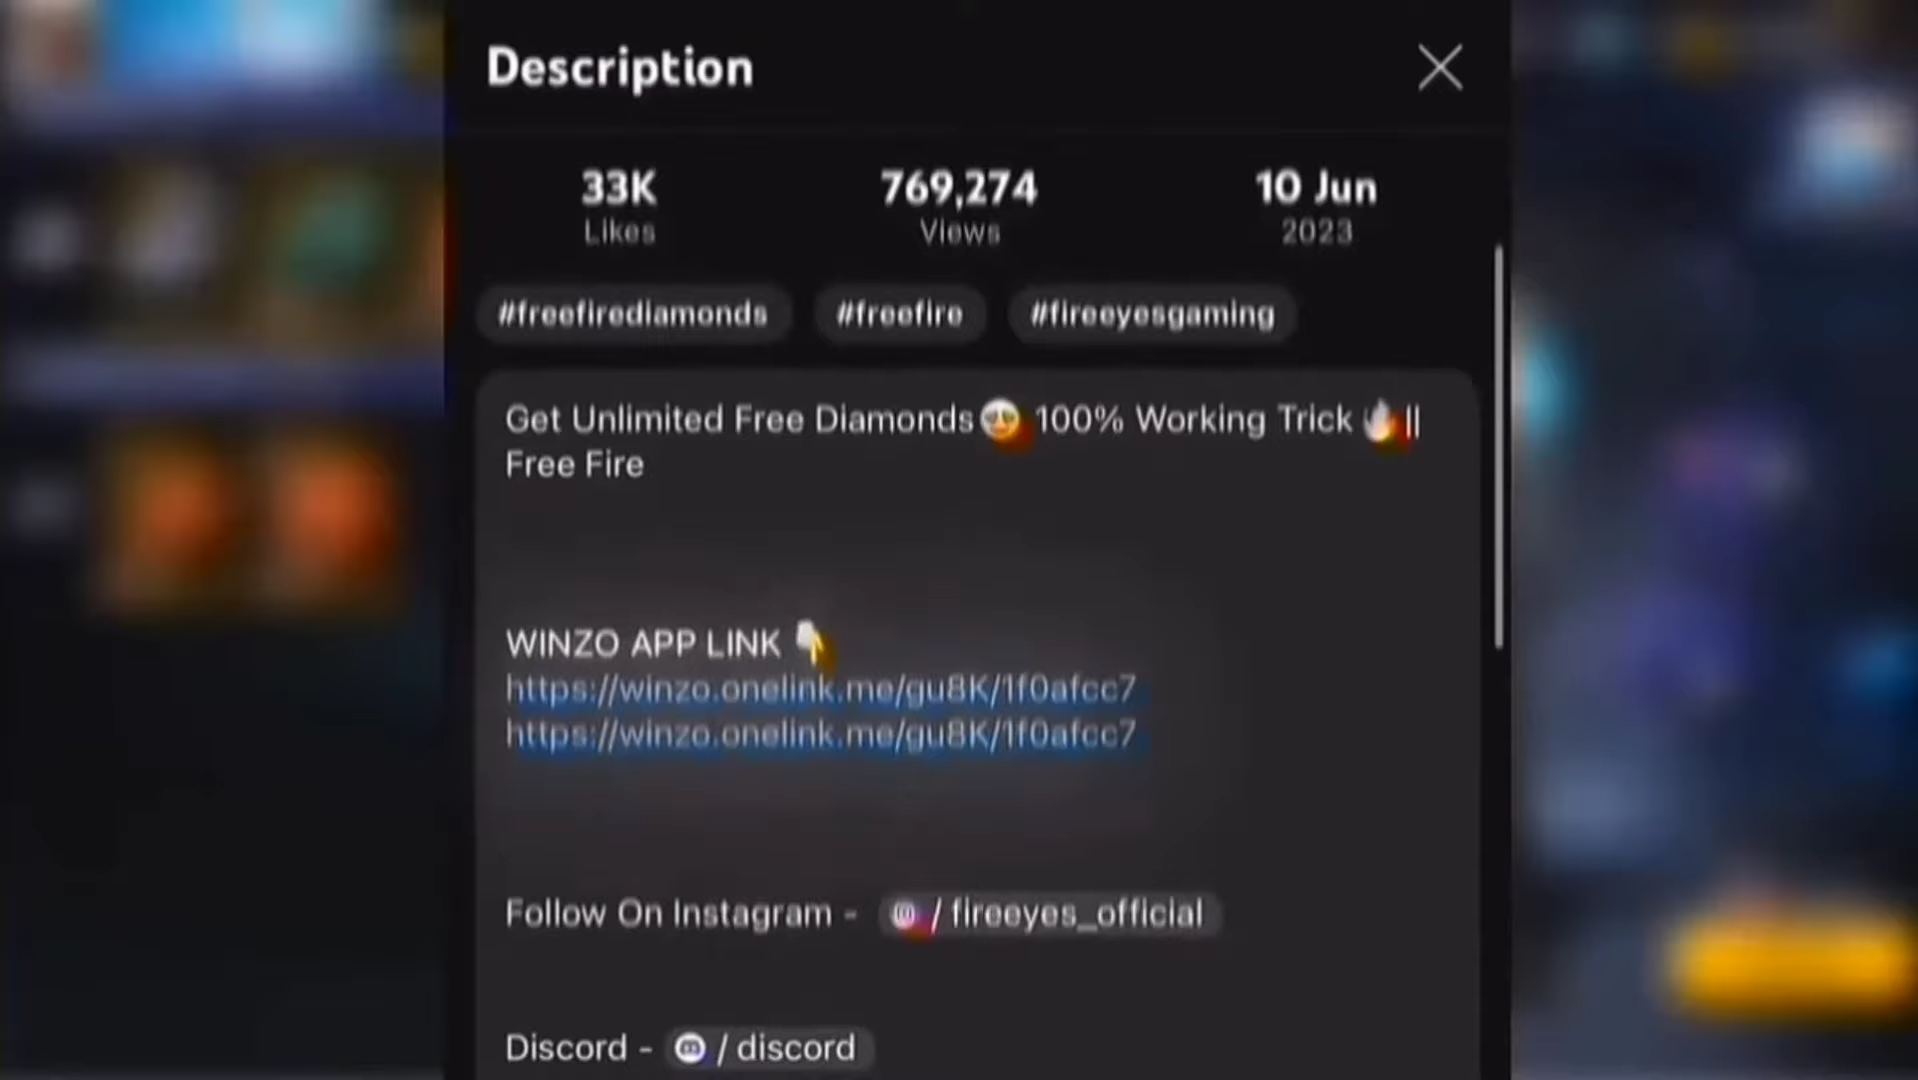 Description
33K 769,274 10 Jun
Likes Views 2023
#freefirediamonds #freefire #fireeyesgaming
Get Unlimited Free Diamonds😍 100% Working Trick🔥||
Free Fire
WINZO APP LINK 👇
https://winzo.onelink.me/gu8K/1f0afcc7
https://winzo.onelink.me/gu8K/1f0afcc7
Follow On Instagram - / fireeyes_official
Discord - / discord